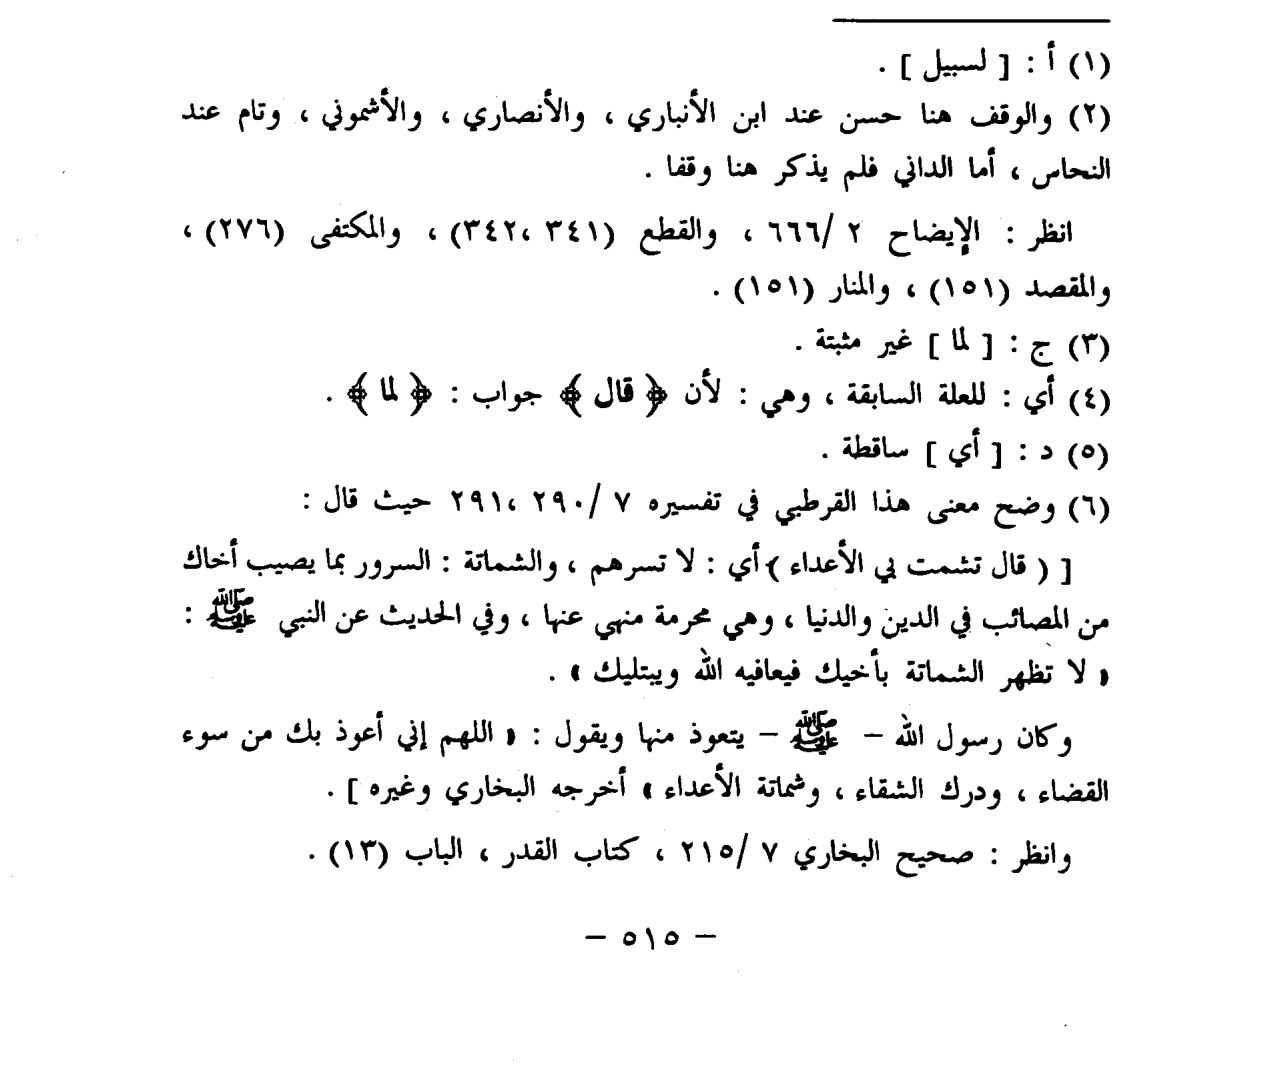 (١) أ : [ لسبيل ] .
(٢) والوقف هنا حسن عند ابن الأنباري ، والأنصاري ، والأشموني ، وتام عند
النحاس ، أما الداني فلم يذكر هنا وقفا .
انظر : الإيضاح ٢ /٦٦٦ ، والقطع (٣٤١ ،٣٤٢) ، والمكتفى (٢٧٦) ،
والمقصد (١٥١) ، والمنار (١٥١) .
(٣) ج : [ لما ] غير مثبتة .
(٤) أي : للعلة السابقة ، وهي : لأن ﴿ قال ﴾ جواب : ﴿ لما ﴾ .
(٥) د : [ أي ] ساقطة .
(٦) وضح معنى هذا القرطبي في تفسيره ٧ /٢٩٠ ،٢٩١ حيث قال :
[ ( قال تشمت بي الأعداء ) أي : لا تسرهم ، والشماتة : السرور بما يصيب أخاك
من المصائب في الدين والدنيا ، وهي محرمة منهي عنها ، وفي الحديث عن النبي ﷺ :
« لا تظهر الشماتة بأخيك فيعافيه الله ويبتليك » .
وكان رسول الله – ﷺ – يتعوذ منها ويقول : « اللهم إني أعوذ بك من سوء
القضاء ، ودرك الشقاء ، وشماتة الأعداء » أخرجه البخاري وغيره ] .
وانظر : صحيح البخاري ٧ /٢١٥ ، كتاب القدر ، الباب (١٣) .
– ٥١٥ –